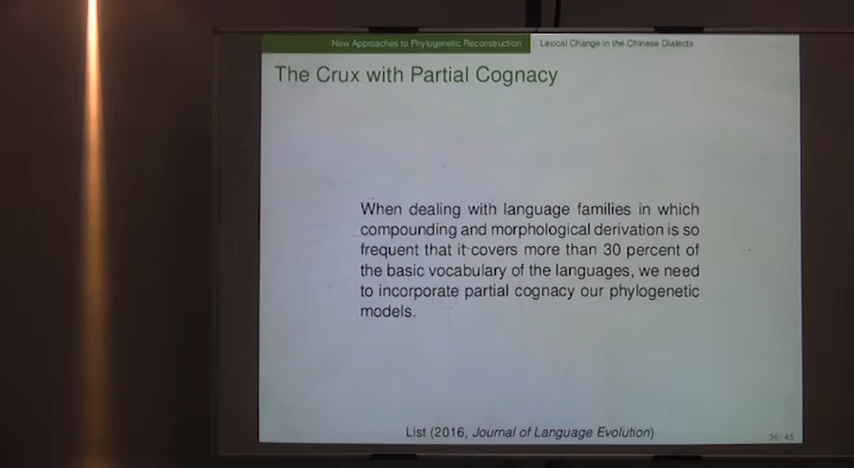 New Approaches to Phylogenetic Reconstruction Lexical Change in the Chinese Dialects
The Crux with Partial Cognacy
When dealing with language families in which
compounding and morphological derivation is so
frequent that it covers more than 30 percent of
the basic vocabulary of the languages, we need
to incorporate partial cognacy our phylogenetic
models.
List (2016, Journal of Language Evolution)
36/45